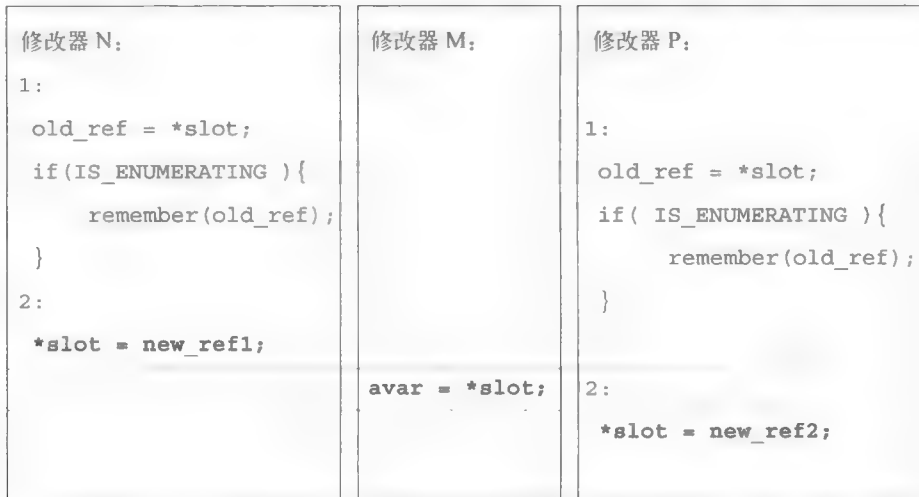 修改器 N:
1:
old_ref = *slot;
if(IS_ENUMERATING ){
remember(old_ref);
}
2:
*slot = new_ref1;
修改器 M:
avar = *slot;
修改器 P:
1:
old_ref = *slot;
if( IS_ENUMERATING ){
remember(old_ref);
}
2:
*slot = new_ref2;